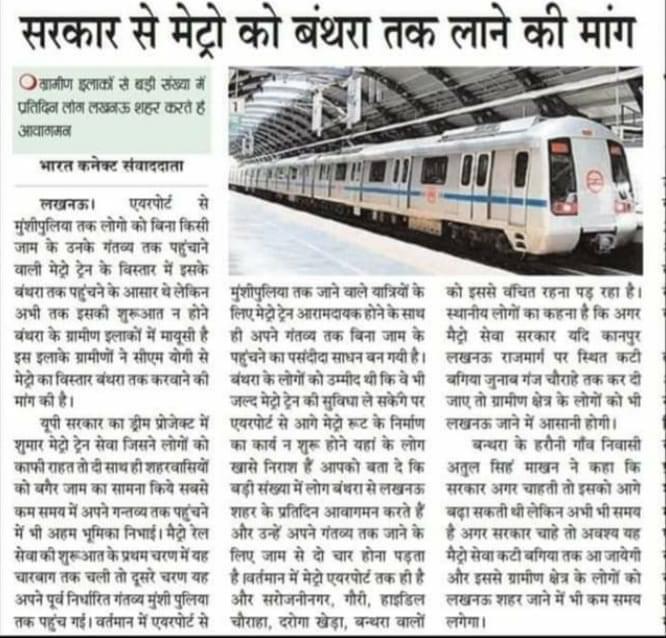 सरकार से मेट्रो को बंथरा तक लाने की मांग
ग्रामीण इलाकों से बड़ी संख्या में
प्रतिदिन लोग लखनऊ शहर करते है
आवागमन
भारत कनेक्ट संवाददाता
लखनऊ। एयरपोर्ट से
मुंशीपुलिया तक लोगो को बिना किसी
जाम के उनके गंतव्य तक पहुंचाने
वाली मेट्रो ट्रेन के विस्तार में इसके
बंथरा तक पहुंचने के आसार थे लेकिन
अभी तक इसकी शुरूआत न होने
बंथरा के ग्रामीण इलाकों में मायूसी है
इस इलाके ग्रामीणों ने सीएम योगी से
मेट्रो का विस्तार बंथरा तक करवाने की
मांग की है।
यूपी सरकार का ड्रीम प्रोजेक्ट में
शुमार मेट्रो ट्रेन सेवा जिसने लोगों को
काफी राहत तो दी साथ ही शहरवासियों
को बगैर जाम का सामना किये सबसे
कम समय में अपने गन्तव्य तक पहुंचने
में भी अहम भूमिका निभाई। मैट्रो रेल
सेवा की शुरूआत के प्रथम चरण में यह
चारबाग तक चली तो दूसरे चरण यह
अपने पूर्व निर्धारित गंतव्य मुंशी पुलिया
तक पहुंच गई। वर्तमान में एयरपोर्ट से
मुंशीपुलिया तक जाने वाले यात्रियों के
लिए मेट्रो ट्रेन आरामदायक होने के साथ
ही अपने गंतव्य तक बिना जाम के
पहुंचने का पसंदीदा साधन बन गयी है।
बंथरा के लोगों को उम्मीद थी कि वे भी
जल्द मेट्रो ट्रेन की सुविधा ले सकेगे पर
एयरपोर्ट से आगे मेट्रो रूट के निर्माण
का कार्य न शुरू होने यहां के लोग
खासे निराश हैं आपको बता दे कि
बड़ी संख्या में लोग बंथरा से लखनऊ
शहर के प्रतिदिन आवागमन करते हैं
और उन्हें अपने गंतव्य तक जाने के
लिए जाम से दो चार होना पड़ता
है।वर्तमान में मेट्रो एयरपोर्ट तक ही है
और सरोजनीनगर, गौरी, हाइडिल
चौराहा, दरोगा खेड़ा, बन्थरा वालों
को इससे वंचित रहना पड़ रहा है।
स्थानीय लोगों का कहना है कि अगर
मैट्रो सेवा सरकार यदि कानपुर
लखनऊ राजमार्ग पर स्थित कटी
बगिया जुनाब गंज चौराहे तक कर दी
जाए तो ग्रामीण क्षेत्र के लोगों को भी
लखनऊ जाने में आसानी होगी।
बन्थरा के हरौनी गाँव निवासी
अतुल सिंह माखन ने कहा कि
सरकार अगर चाहती तो इसको आगे
बढ़ा सकती थी लेकिन अभी भी समय
है अगर सरकार चाहे तो अवश्य यह
मैट्रो सेवा कटी बगिया तक आ जायेगी
और इससे ग्रामीण क्षेत्र के लोगों को
लखनऊ शहर जाने में भी कम समय
लगेगा।